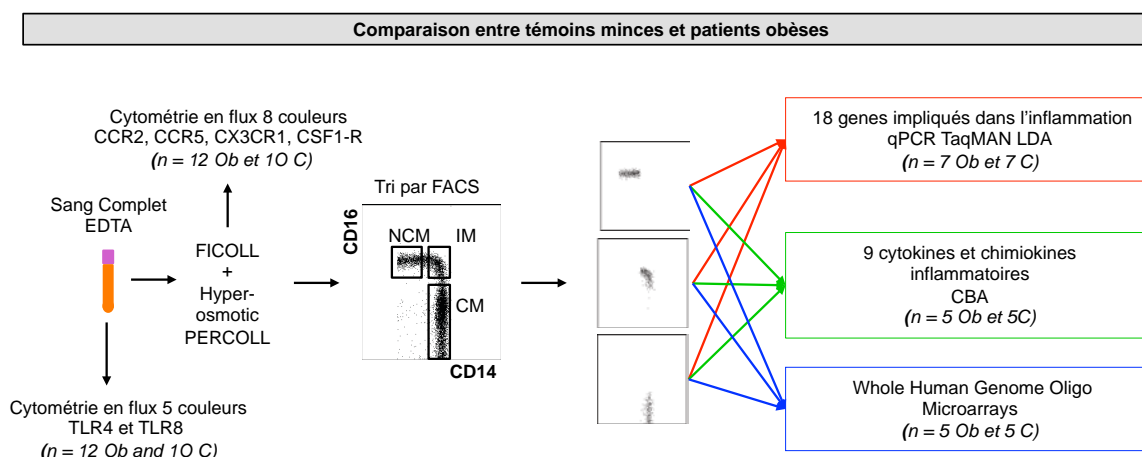 Comparaison entre témoins minces et patients obèses
Cytométrie en flux 8 couleurs
CCR2, CCR5, CX3CR1, CSF1-R
(n = 12 Ob et 1O C)
Sang Complet
EDTA
FICOLL
+
Hyper-
osmotic
PERCOLL
Cytométrie en flux 5 couleurs
TLR4 et TLR8
(n = 12 Ob and 1O C)
Tri par FACS
CD16
NCM
IM
CM
CD14
18 genes impliqués dans l'inflammation
qPCR TaqMAN LDA
(n = 7 Ob et 7 C)
9 cytokines et chimiokines
inflammatoires
CBA
(n = 5 Ob et 5C)
Whole Human Genome Oligo
Microarrays
(n = 5 Ob et 5 C)